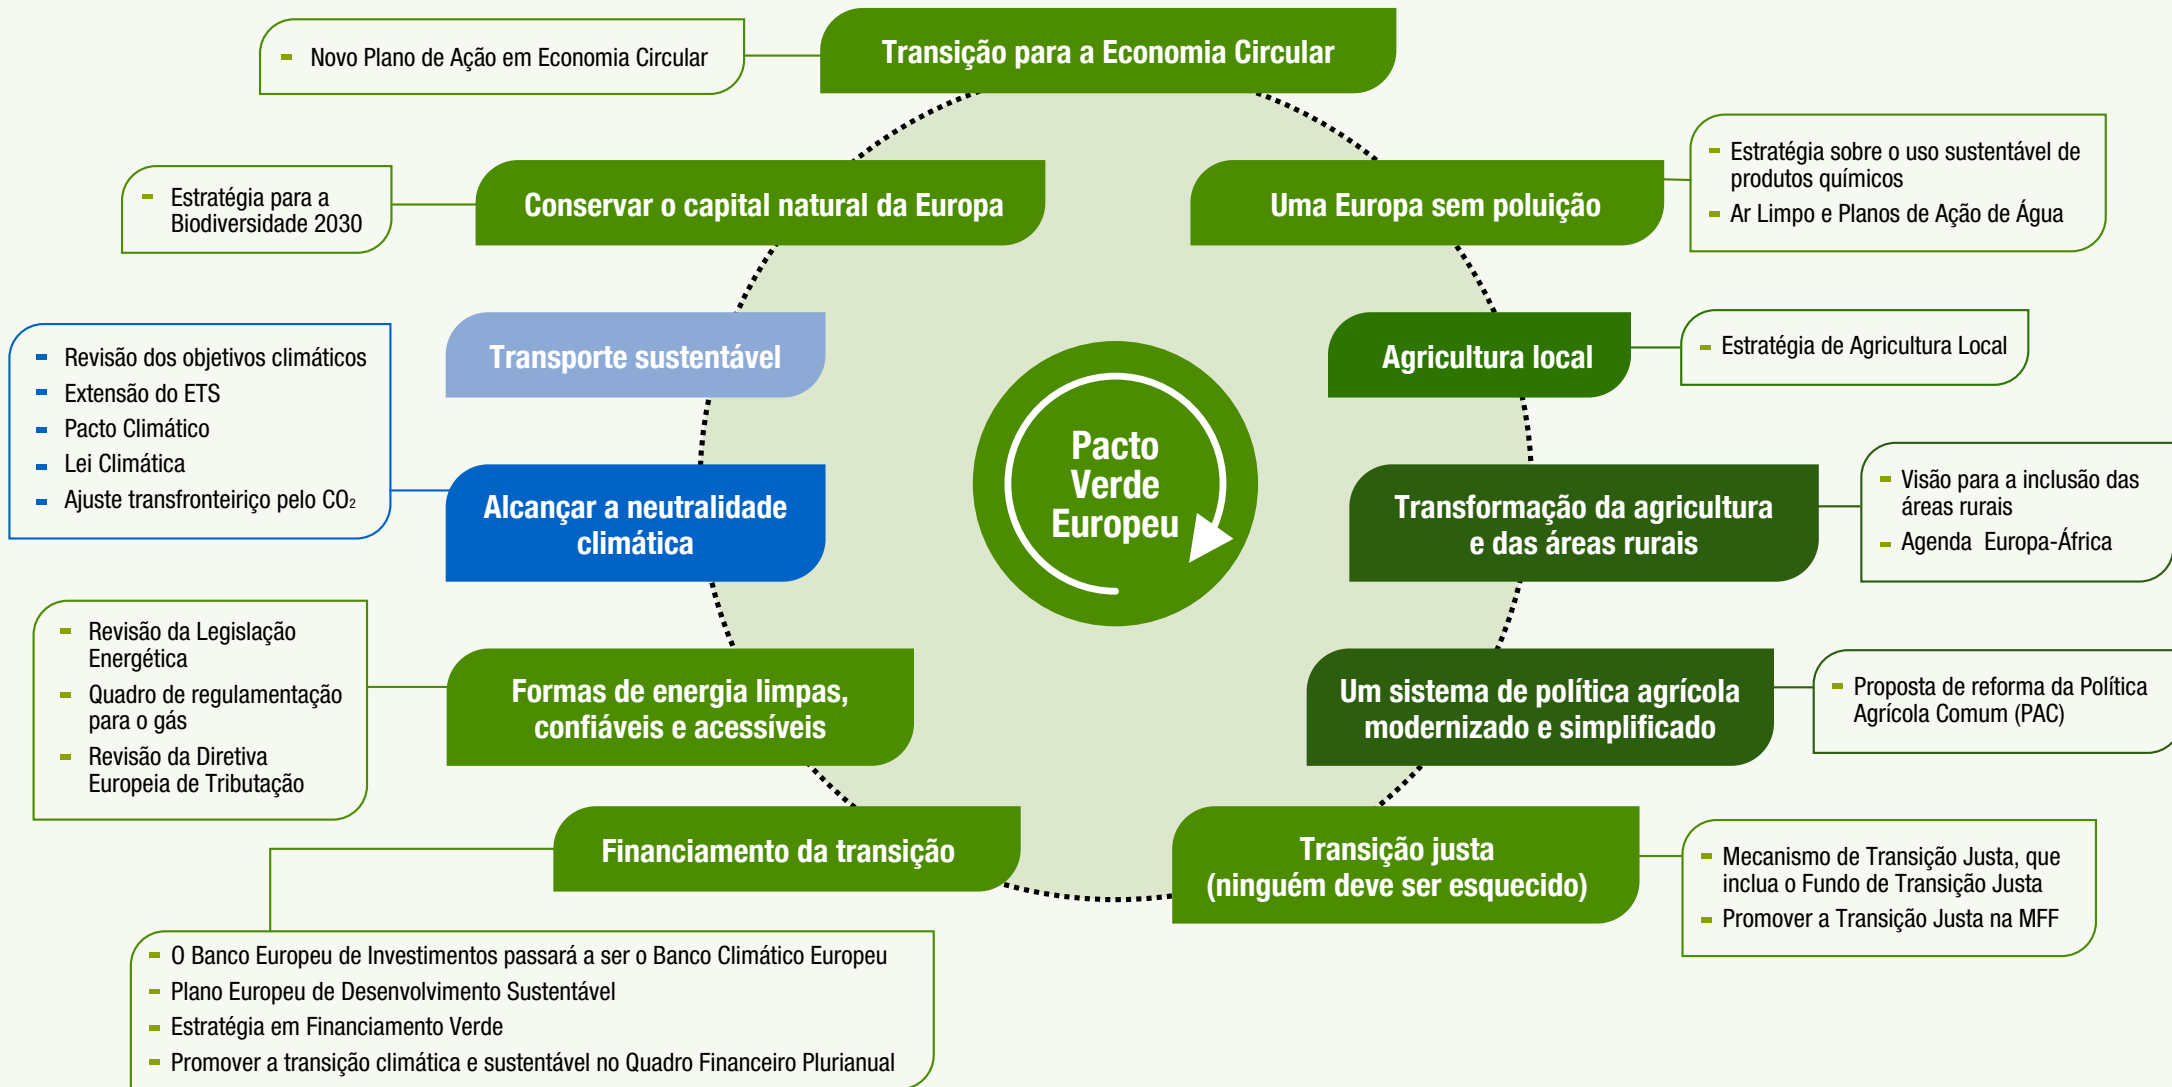 Transição para a Economia Circular
- Novo Plano de Ação em Economia Circular
Conservar o capital natural da Europa
- Estratégia para a
Biodiversidade 2030
Uma Europa sem poluição
- Estratégia sobre o uso sustentável de
produtos químicos
- Ar Limpo e Planos de Ação de Água
Transporte sustentável
Agricultura local
- Estratégia de Agricultura Local
- Revisão dos objetivos climáticos
- Extensão do ETS
- Pacto Climático
- Lei Climática
- Ajuste transfronteiriço pelo CO₂
Alcançar a neutralidade
climática
Pacto
Verde
Europeu
Transformação da agricultura
e das áreas rurais
- Visão para a inclusão das
áreas rurais
- Agenda Europa-África
- Revisão da Legislação
Energética
- Quadro de regulamentação
para o gás
- Revisão da Diretiva
Europeia de Tributação
Formas de energia limpas,
confiáveis e acessíveis
Um sistema de política agrícola
modernizado e simplificado
- Proposta de reforma da Política
Agrícola Comum (PAC)
Financiamento da transição
Transição justa
(ninguém deve ser esquecido)
- Mecanismo de Transição Justa, que
inclua o Fundo de Transição Justa
- Promover a Transição Justa na MFF
- O Banco Europeu de Investimentos passará a ser o Banco Climático Europeu
- Plano Europeu de Desenvolvimento Sustentável
- Estratégia em Financiamento Verde
- Promover a transição climática e sustentável no Quadro Financeiro Plurianual